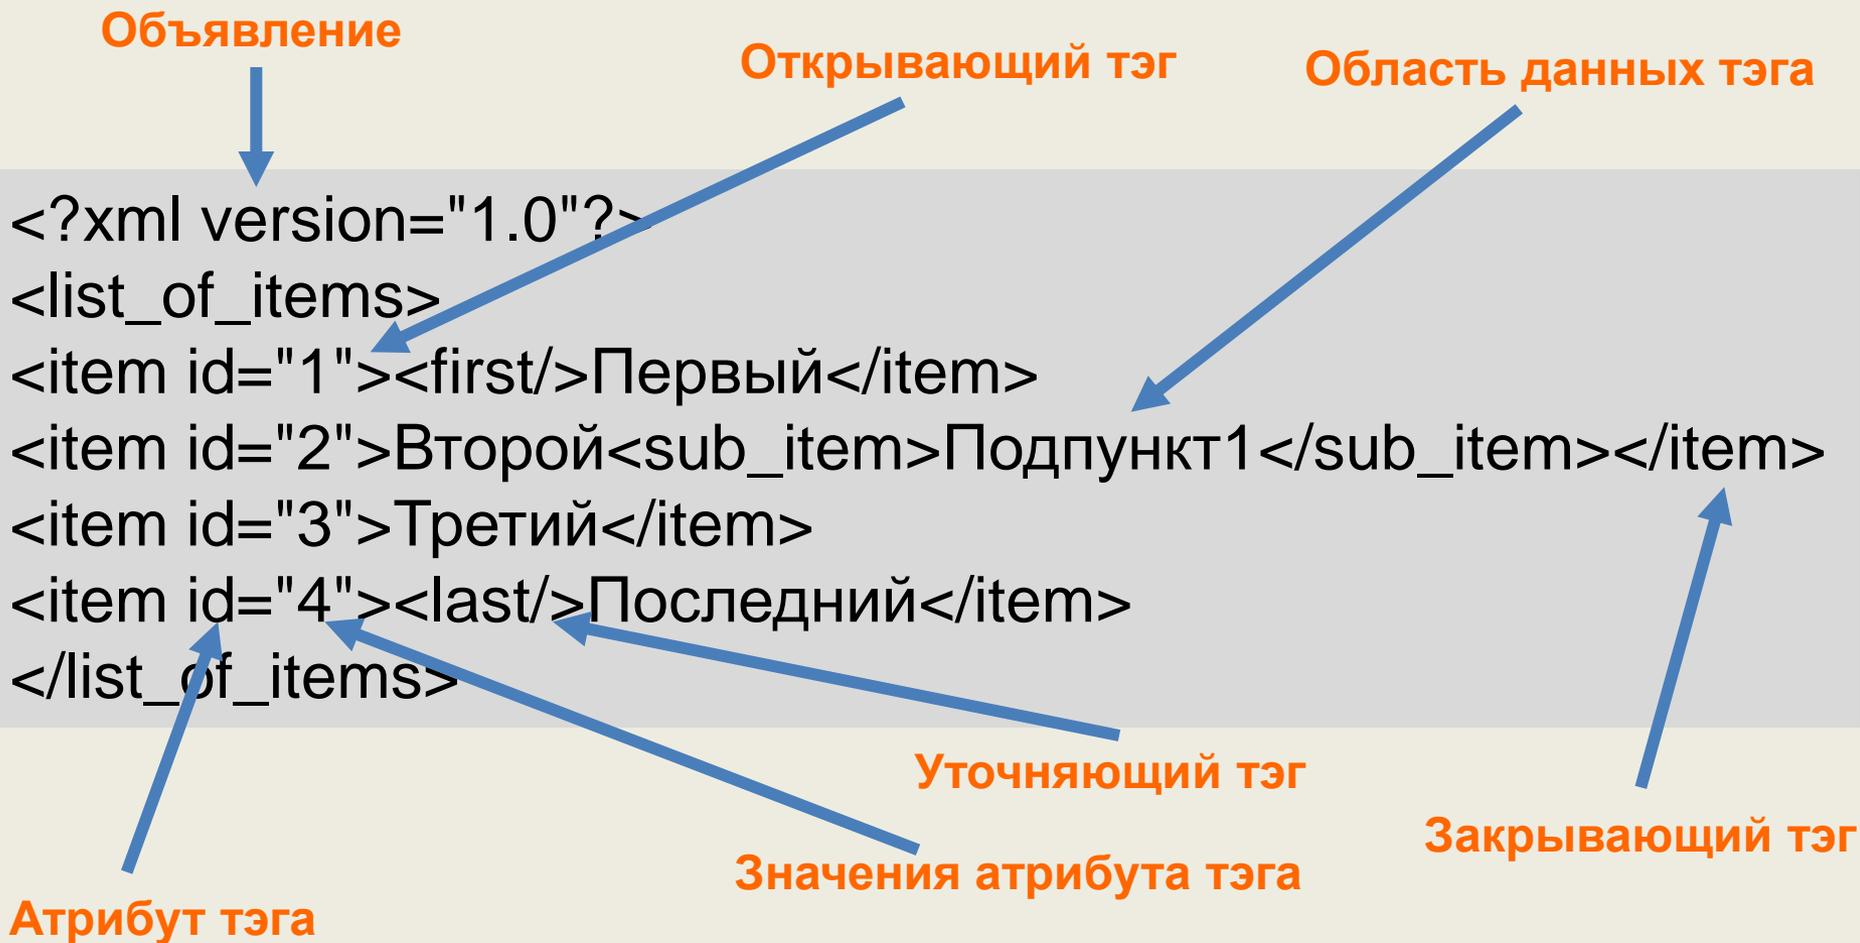 Объявление
Открывающий тэг
Область данных тэга
<?xml version="1.0"?>
<list_of_items>
<item id="1"><first/>Первый</item>
<item id="2">Второй<sub_item>Подпункт1</sub_item></item>
<item id="3">Третий</item>
<item id="4"><last/>Последний</item>
</list_of_items>
Уточняющий тэг
Закрывающий тэг
Значения атрибута тэга
Атрибут тэга